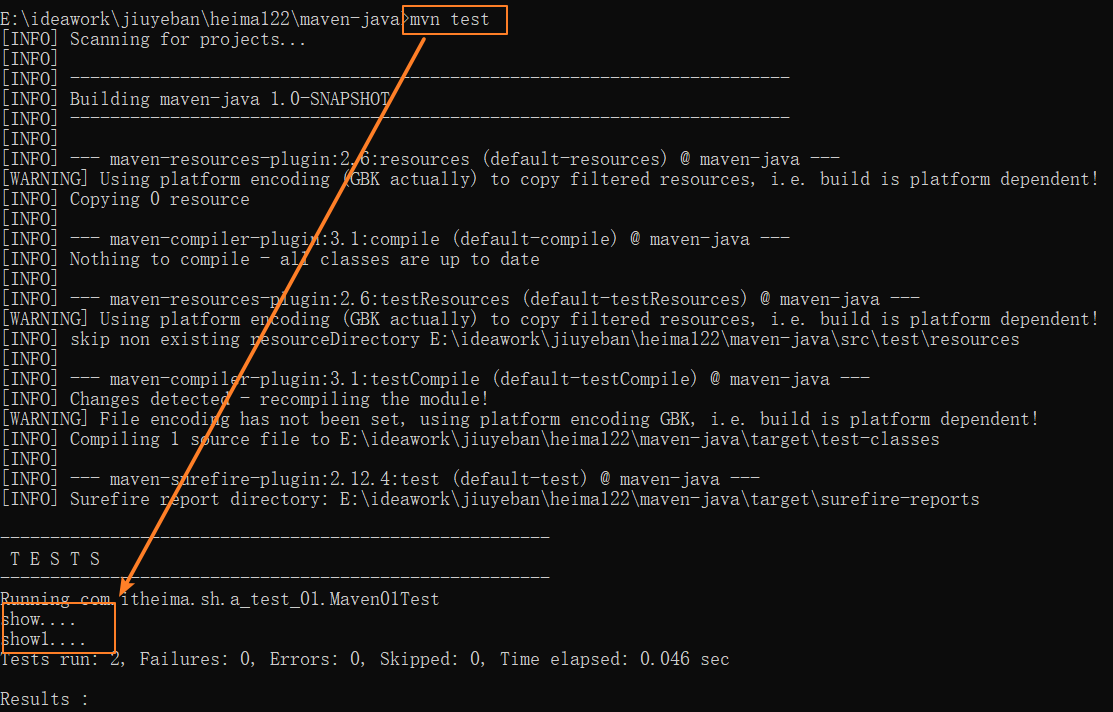 E:\ideawork\jiuyeban\heima122\maven-java>mvn test
[INFO] Scanning for projects...
[INFO]
[INFO] ------------------------------------------------------------------------
[INFO] Building maven-java 1.0-SNAPSHOT
[INFO] ------------------------------------------------------------------------
[INFO]
[INFO] --- maven-resources-plugin:2.6:resources (default-resources) @ maven-java ---
[WARNING] Using platform encoding (GBK actually) to copy filtered resources, i.e. build is platform dependent!
[INFO] Copying 0 resource
[INFO]
[INFO] --- maven-compiler-plugin:3.1:compile (default-compile) @ maven-java ---
[INFO] Nothing to compile - all classes are up to date
[INFO]
[INFO] --- maven-resources-plugin:2.6:testResources (default-testResources) @ maven-java ---
[WARNING] Using platform encoding (GBK actually) to copy filtered resources, i.e. build is platform dependent!
[INFO] skip non existing resourceDirectory E:\ideawork\jiuyeban\heima122\maven-java\src\test\resources
[INFO]
[INFO] --- maven-compiler-plugin:3.1:testCompile (default-testCompile) @ maven-java ---
[INFO] Changes detected - recompiling the module!
[WARNING] File encoding has not been set, using platform encoding GBK, i.e. build is platform dependent!
[INFO] Compiling 1 source file to E:\ideawork\jiuyeban\heima122\maven-java\target\test-classes
[INFO]
[INFO] --- maven-surefire-plugin:2.12.4:test (default-test) @ maven-java ---
[INFO] Surefire report directory: E:\ideawork\jiuyeban\heima122\maven-java\target\surefire-reports
-------------------------------------------------------
T E S T S
-------------------------------------------------------
Running com.itheima.sh.a_test_01.Maven01Test
show....
show1....
Tests run: 2, Failures: 0, Errors: 0, Skipped: 0, Time elapsed: 0.046 sec
Results :